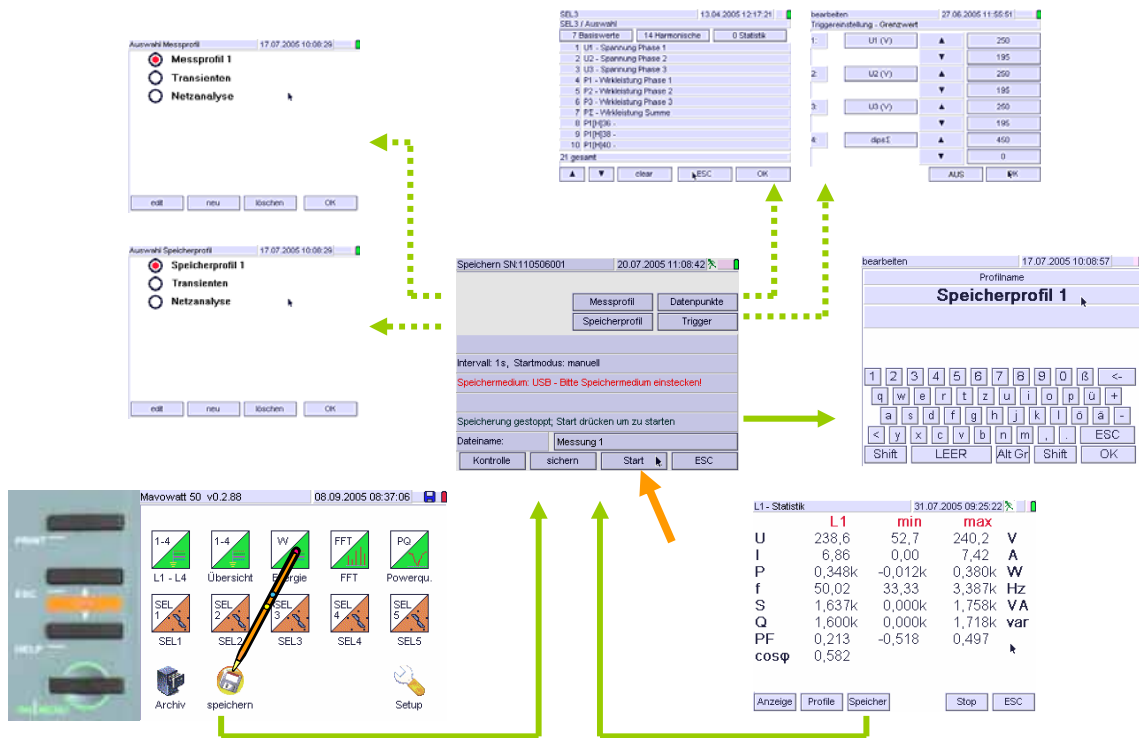 Auswahl Messprofil 17.07.2005 10:08:29
Messprofil 1
Transienten
Netzanalyse
edit neu löschen OK
Auswahl Speicherprofil 17.07.2005 10:08:29
Speicherprofil 1
Transienten
Netzanalyse
edit neu löschen OK
SEL3 13.04.2005 12:17:21
SEL3 / Auswahl
7 Basiswerte 14 Harmonische 0 Statistik
1 U1 - Spannung Phase 1
2 U2 - Spannung Phase 2
3 U3 - Spannung Phase 3
4 P1 - Wirkleistung Phase 1
5 P2 - Wirkleistung Phase 2
6 P3 - Wirkleistung Phase 3
7 PΣ - Wirkleistung Summe
8 P1[H]36 -
9 P1[H]38 -
10 P1[H]40 -
21 gesamt
▲ ▼ clear ESC OK
bearbeiten 27.06.2005 11:55:51
Triggereinstellung - Grenzwert
1: U1 (V) ▲ 250
▼ 195
2: U2 (V) ▲ 250
▼ 195
3: U3 (V) ▲ 250
▼ 195
4: dipsΣ ▲ 450
▼ 0
AUS OK
Speichern SN:110506001 20.07.2005 11:08:42
Messprofil Datenpunkte
Speicherprofil Trigger
Intervall: 1s, Startmodus: manuell
Speichermedium: USB - Bitte Speichermedium einstecken!
Speicherung gestoppt; Start drücken um zu starten
Dateiname: Messung 1
Kontrolle sichern Start ESC
bearbeiten 17.07.2005 10:08:57
Profilname
Speicherprofil 1
1 2 3 4 5 6 7 8 9 0 ß <-
q w e r t z u i o p ü +
a s d f g h j k l ö ä -
< y x c v b n m , . ESC
Shift LEER Alt Gr Shift OK
PRINT
ESC
HELP
Mavowatt 50 v0.2.88 08.09.2005 08:37:06
1-4 1-4 W FFT PQ
L1 - L4 Übersicht Energie FFT Powerqu.
SEL 1 SEL 2 SEL 3 SEL 4 SEL 5
SEL1 SEL2 SEL3 SEL4 SEL5
Archiv speichern Setup
L1 - Statistik 31.07.2005 09:25:22
L1 min max
U 238,6 52,7 240,2 V
I 6,86 0,00 7,42 A
P 0,348k -0,012k 0,380k W
f 50,02 33,33 3,387k Hz
S 1,637k 0,000k 1,758k VA
Q 1,600k 0,000k 1,718k var
PF 0,213 -0,518 0,497
cosφ 0,582
Anzeige Profile Speicher Stop ESC